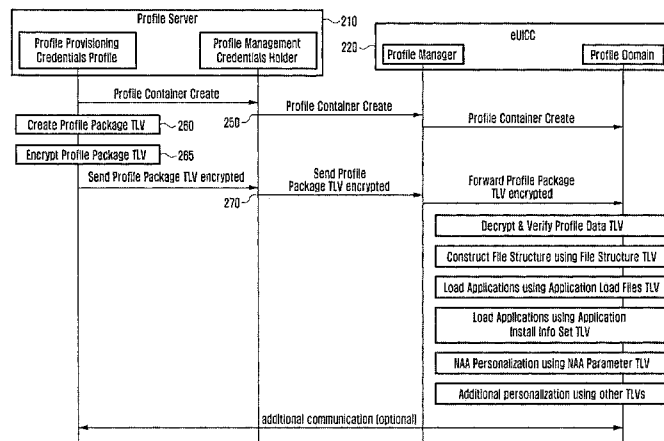 Profile Server
210
Profile Provisioning
Credentials Profile
Profile Management
Credentials Holder
eUICC
220
Profile Manager
Profile Domain
Profile Container Create
Profile Container Create
250
Profile Container Create
Create Profile Package TLV
260
Encrypt Profile Package TLV
265
Send Profile Package TLV encrypted
Send Profile
Package TLV encrypted
270
Forward Profile Package
TLV encrypted
Decrypt & Verify Profile Data TLV
Construct File Structure using File Structure TLV
Load Applications using Application Load Files TLV
Load Applications using Application
Install Info Set TLV
NAA Personalization using NAA Parameter TLV
Additional personalization using other TLVs
additional communication (optional)